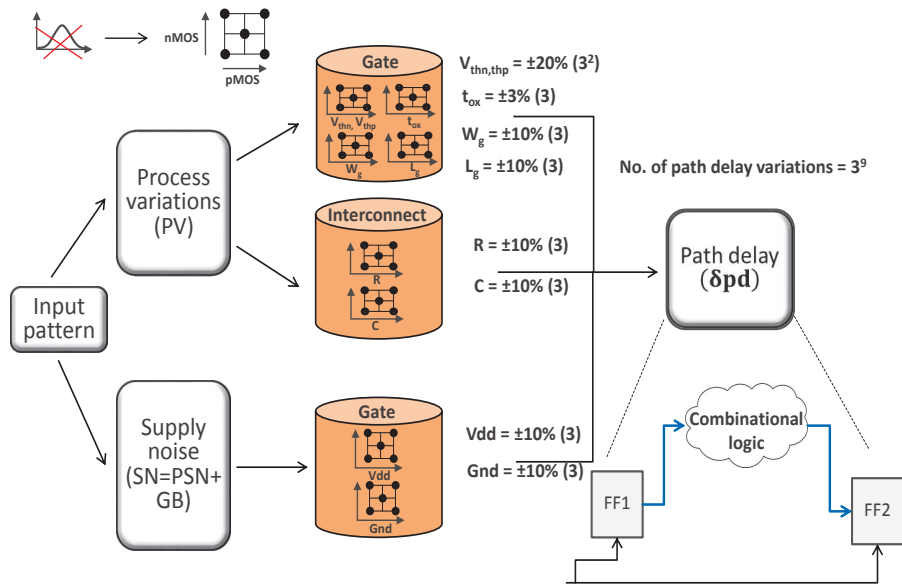 nMOS
pMOS
Gate
V_thn, V_thp
t_ox
W_g
L_g
V_thn,thp = ±20% (3²)
t_ox = ±3% (3)
W_g = ±10% (3)
L_g = ±10% (3)
No. of path delay variations = 3⁹
Process
variations
(PV)
Interconnect
R
C
R = ±10% (3)
C = ±10% (3)
Path delay
(δpd)
Input
pattern
Supply
noise
(SN=PSN+
GB)
Gate
Vdd
Gnd
Vdd = ±10% (3)
Gnd = ±10% (3)
Combinational
logic
FF1
FF2